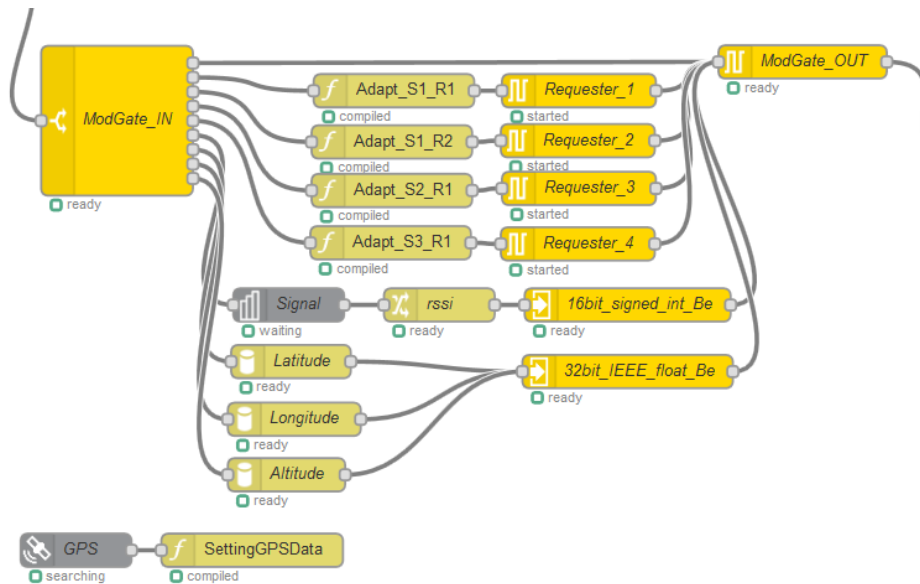 ModGate_IN
ready
Adapt_S1_R1
compiled
Requester_1
started
ModGate_OUT
ready
Adapt_S1_R2
compiled
Requester_2
started
Adapt_S2_R1
compiled
Requester_3
started
Adapt_S3_R1
compiled
Requester_4
started
Signal
waiting
rssi
ready
16bit_signed_int_Be
ready
Latitude
ready
32bit_IEEE_float_Be
ready
Longitude
ready
Altitude
ready
GPS
searching
SettingGPSData
compiled